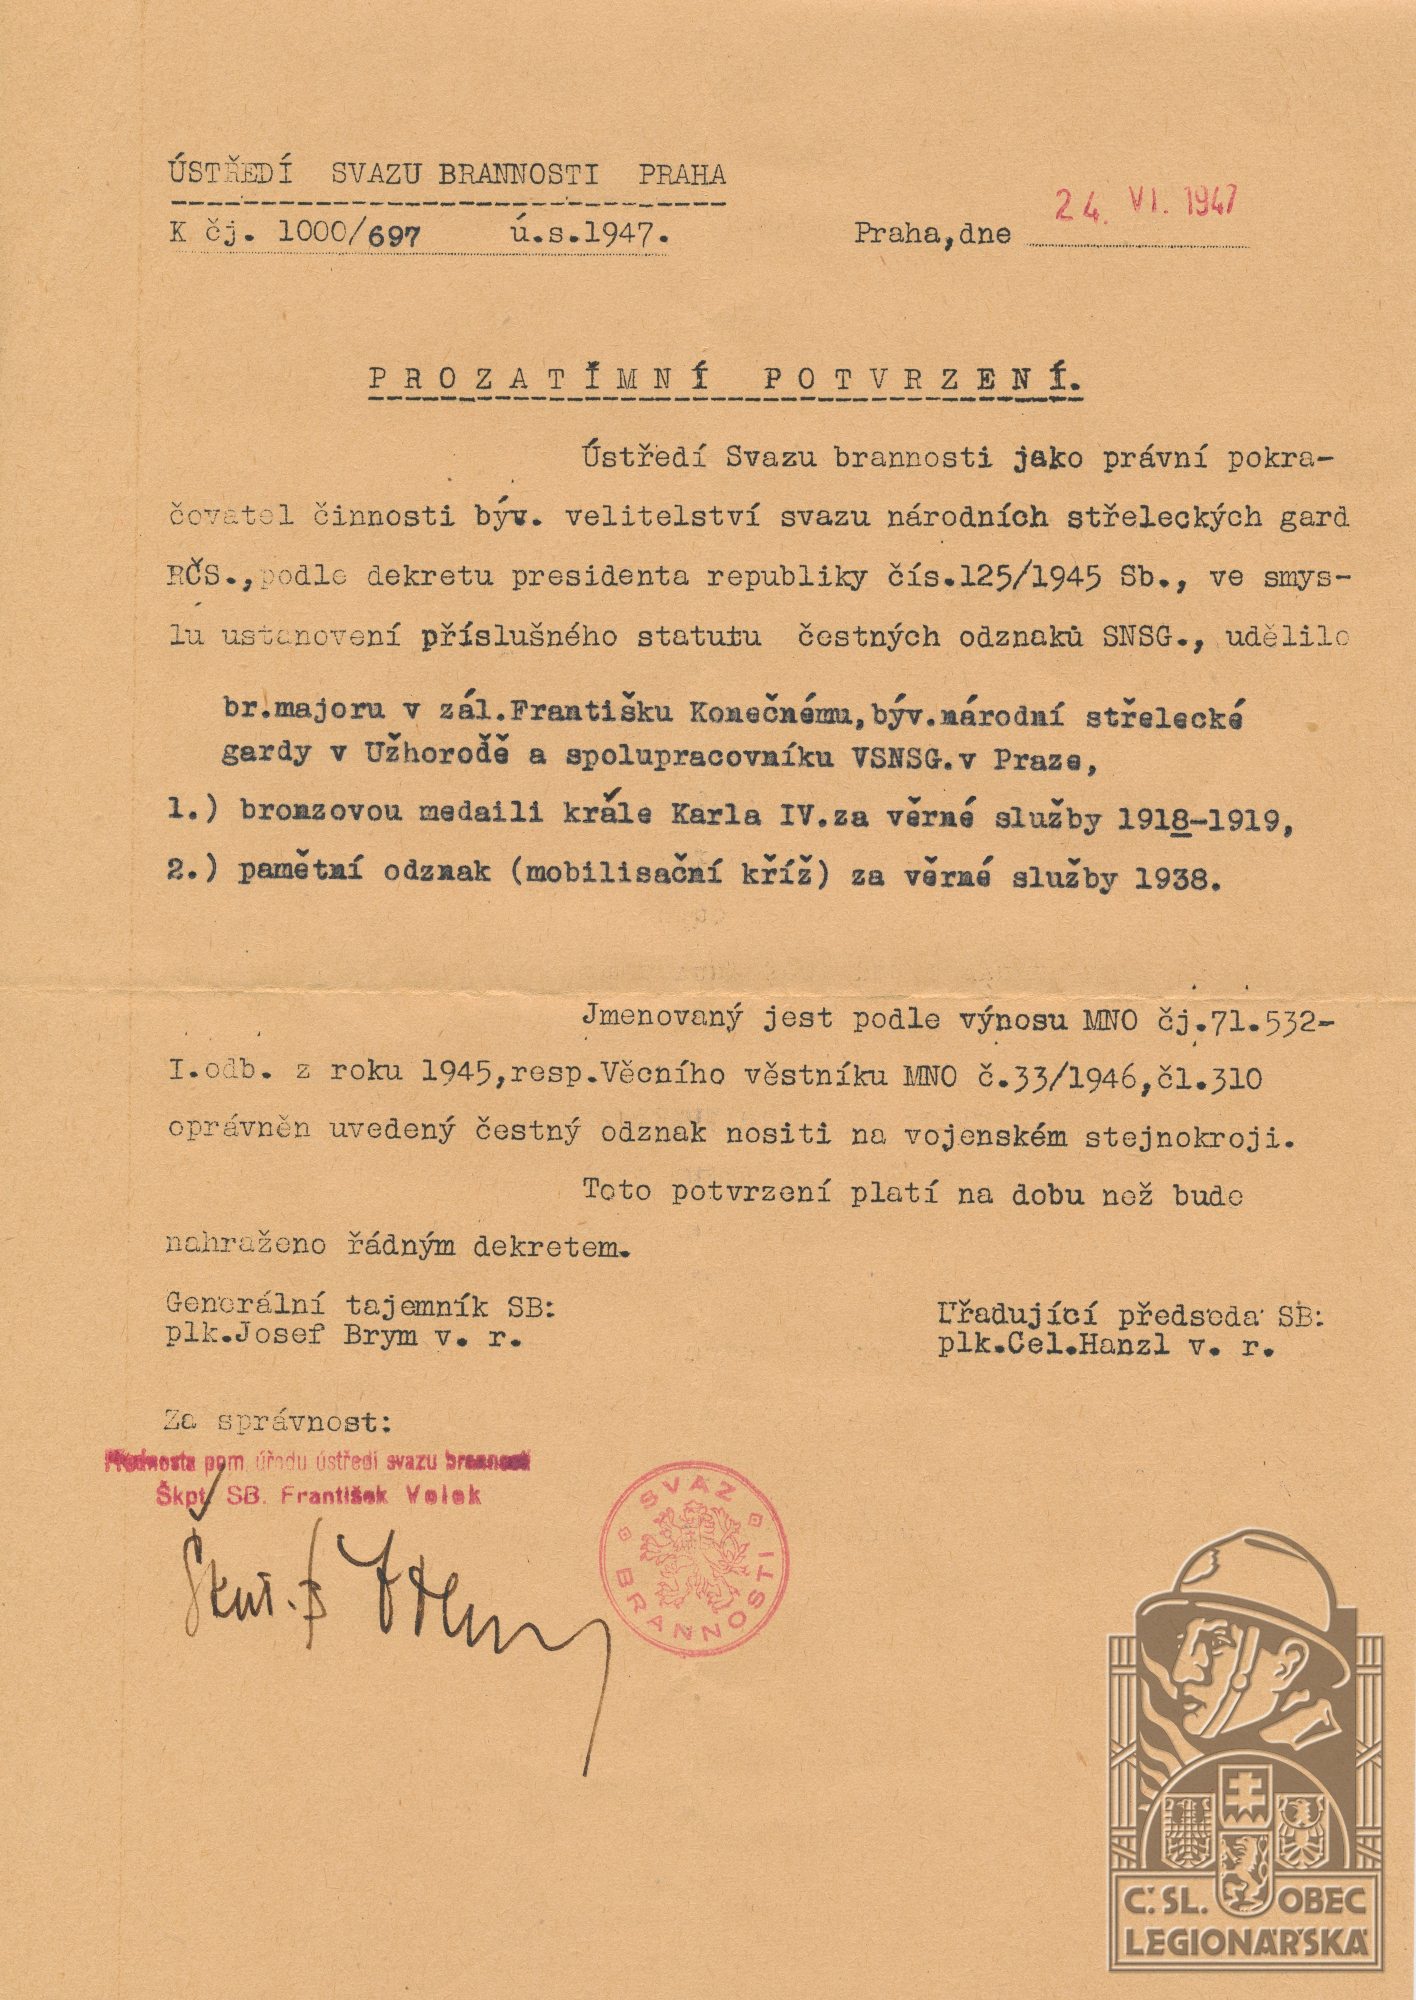 ÚSTŘEDÍ SVAZU BRANNOSTI PRAHA
K čj. 1000/697 ú.s.1947.
Praha,dne 24. VI. 1947
PROZATÍMNÍ POTVRZENÍ.
Ústředí Svazu brannosti jako právní pokra-
čovatel činnosti býv. velitelství svazu národních střeleckých gard
RČS.,podle dekretu presidenta republiky čís.125/1945 Sb., ve smys-
lu ustanovení příslušného statutu čestných odznaků SNSG., udělilo
br.majoru v zál.Františku Konečnému,býv.národní střelecké
gardy v Užhorodě a spolupracovníku VSNSG.v Praze,
1.) bronzovou medaili krále Karla IV.za věrné služby 1918-1919,
2.) pamětní odznak (mobilisační kříž) za věrné služby 1938.
Jmenovaný jest podle výnosu MNO čj.71.532-
I.odb. z roku 1945,resp.Věcního věstníku MNO č.33/1946,čl.310
oprávněn uvedený čestný odznak nositi na vojenském stejnokroji.
Toto potvrzení platí na dobu než bude
nahraženo řádným dekretem.
Generální tajemník SB:
plk.Josef Brym v. r.
Úřadující předseda SB:
plk.Cel.Hanzl v. r.
Za správnost:
pom. úřadu ústředí svazu
Škpt. SB. František Volek
Škpt.
SVAZ BRANNOSTI
Č.SL. OBEC
LEGIONÁŘSKÁ